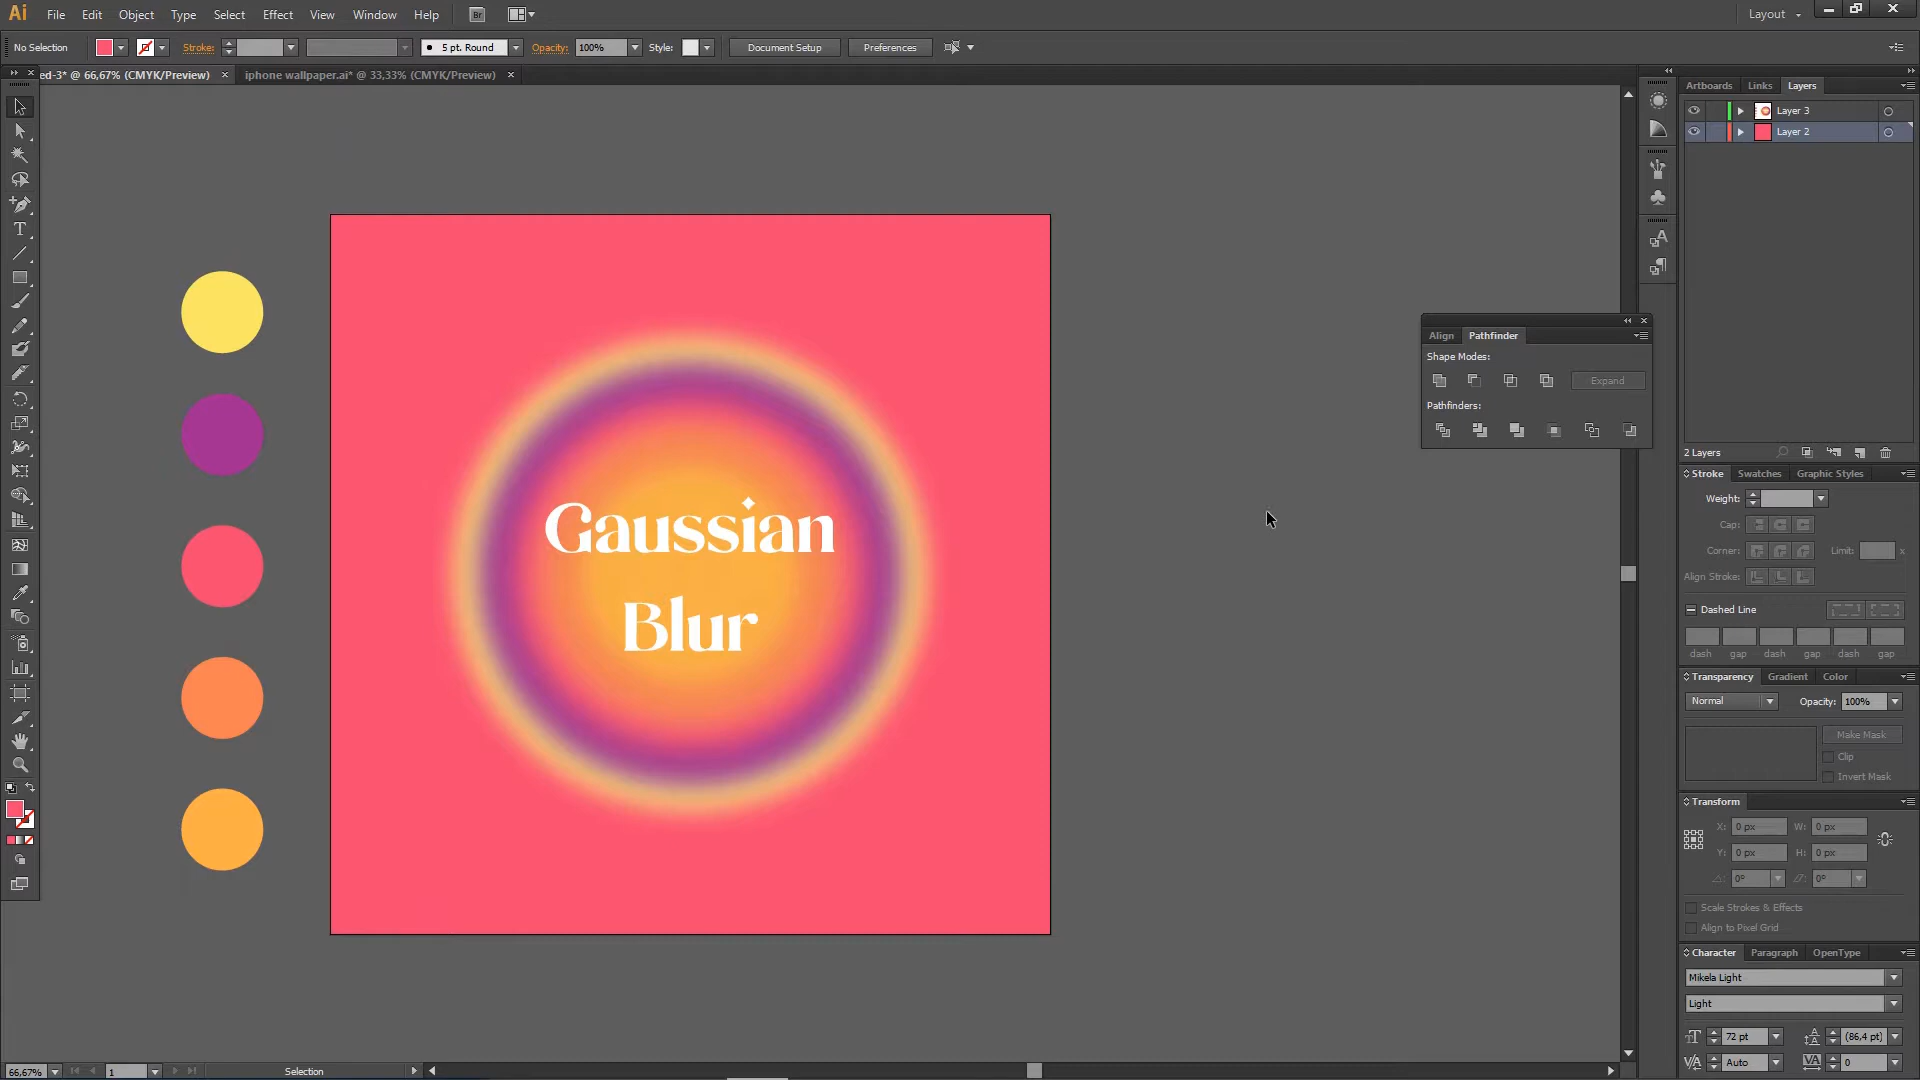 Ai File Edit Object Type Select Effect View Window Help Br Layout
No Selection Stroke: 5 pt. Round Opacity: 100% Style: Document Setup Preferences
ed-3* @ 66,67% (CMYK/Preview) iphone wallpaper.ai* @ 33,33% (CMYK/Preview)
Artboards Links Layers
Layer 3
Layer 2
Align Pathfinder
Shape Modes:
Expand
Pathfinders:
Gaussian
Blur
2 Layers
Stroke Swatches Graphic Styles
Weight:
Cap:
Corner: Limit: x
Align Stroke:
Dashed Line
dash gap dash gap dash gap
Transparency Gradient Color
Normal Opacity: 100%
Make Mask
Clip
Invert Mask
Transform
X: 0 px W: 0 px
Y: 0 px H: 0 px
0° 0°
Scale Strokes & Effects
Align to Pixel Grid
Character Paragraph OpenType
Mikela Light
Light
72 pt (86,4 pt)
Auto 0
66,67% 1 Selection